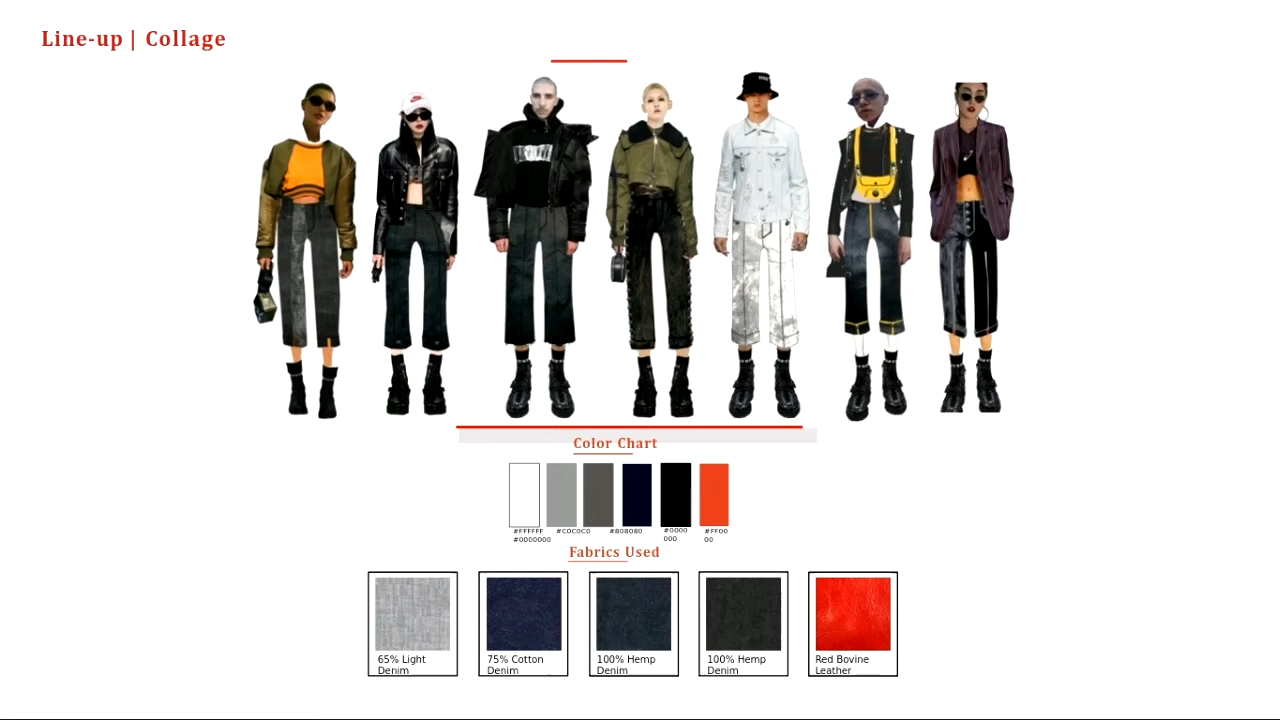 Line-up | Collage
Color Chart
#FFFFFF #C0C0C0 #808080 #0000 #FF00
#0000000 000 00
Fabrics Used
65% Light
Denim
75% Cotton
Denim
100% Hemp
Denim
100% Hemp
Denim
Red Bovine
Leather